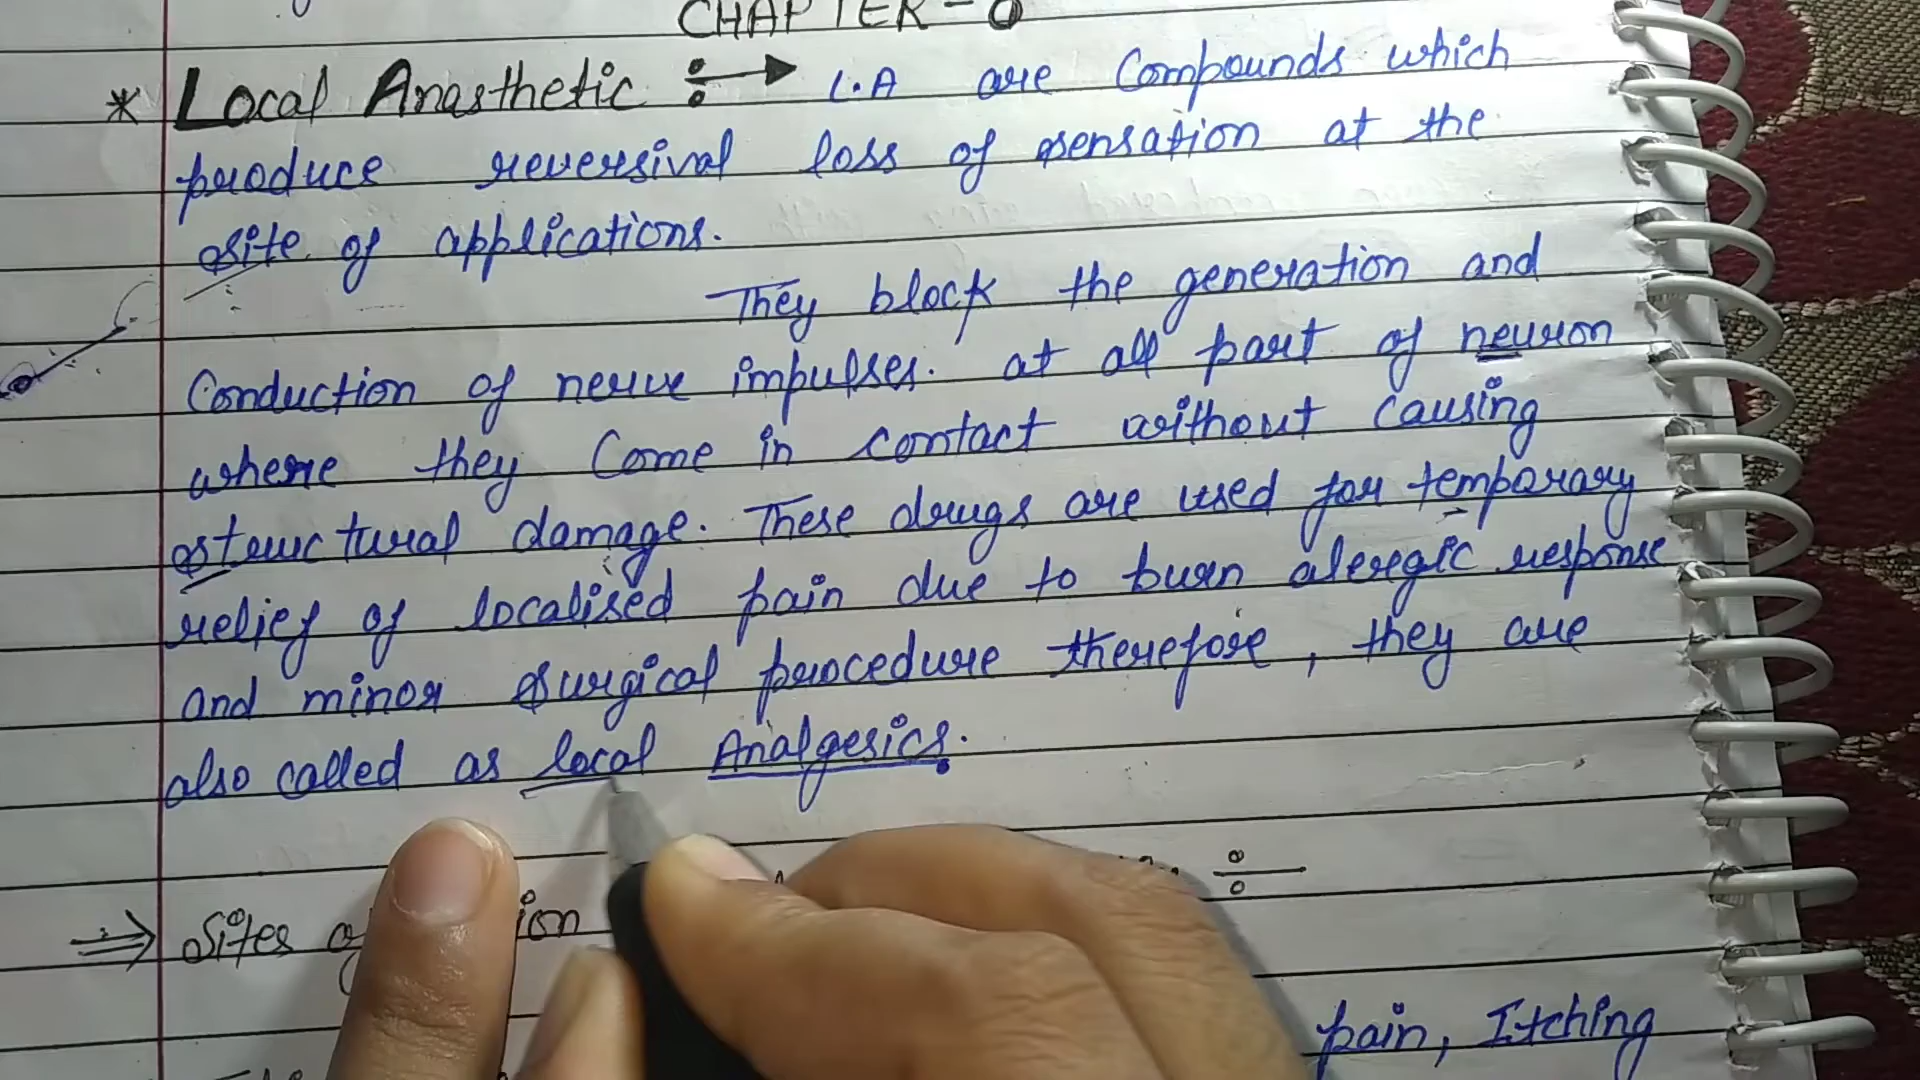 CHAPTER - 
* Local Anasthetic ÷→ L.A are Compounds which
produce reversival loss of sensation at the
site of applications.
They block the generation and
Conduction of nerve impulses. at all part of neuron
where they Come in contact without causing
structural damage. These drugs are used for temporary
relief of localised pain due to burn alergic response
and minor surgical procedure therefore, they are
also called as local Analgesics.
⇒ Sites
pain, Itching